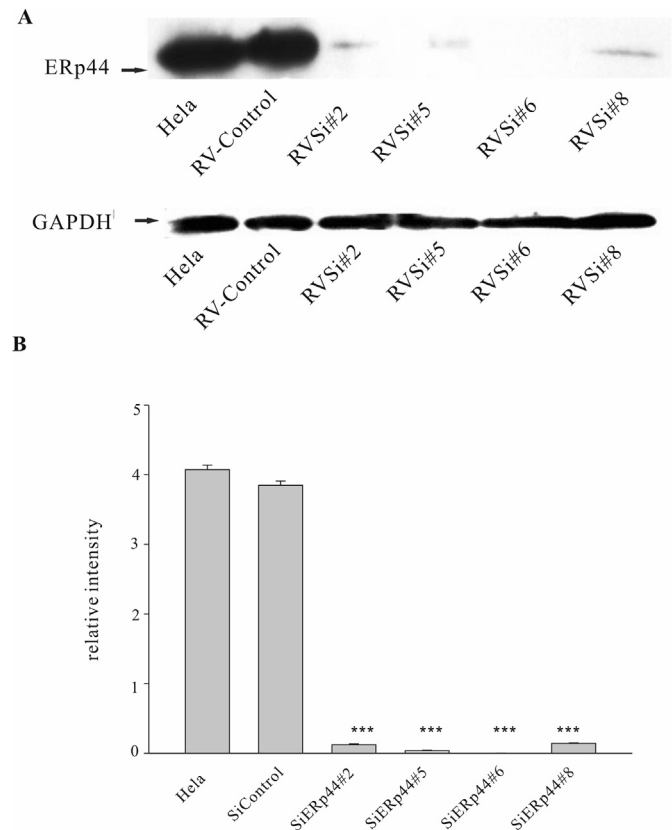 A
ERp44
Hela
RV-Control
RVSi#2
RVSi#5
RVSi#6
RVSi#8
GAPDH
Hela
RV-Control
RVSi#2
RVSi#5
RVSi#6
RVSi#8
B
relative intensity
5
4
3
2
1
0
*** *** *** ***
Hela
SiControl
SiERp44#2
SiERp44#5
SiERp44#6
SiERp44#8